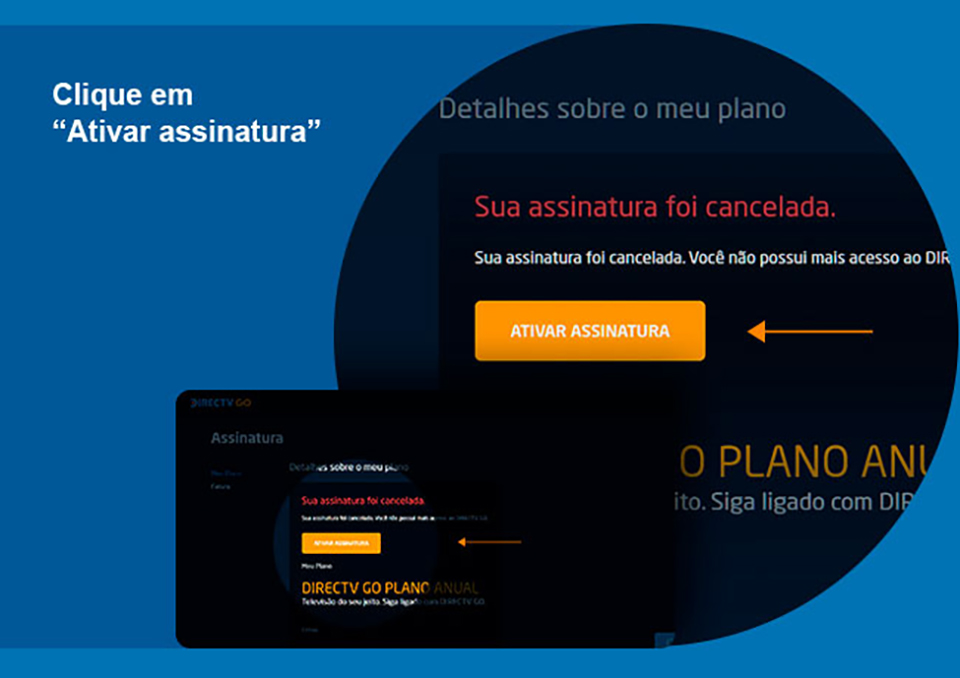 Clique em
“Ativar assinatura”
Detalhes sobre o meu plano
Sua assinatura foi cancelada.
Sua assinatura foi cancelada. Você não possui mais acesso ao DIR
ATIVAR ASSINATURA
O PLANO ANU
ito. Siga ligado com DIR
DIRECTV GO
Assinatura
Meu Plano
Fatura
Detalhes sobre o meu plano
Sua assinatura foi cancelada.
Sua assinatura foi cancelada. Você não possui mais acesso ao DIRECTV GO.
ATIVAR ASSINATURA
Meu Plano
DIRECTV GO PLANO ANUAL
Televisão do seu jeito. Siga ligado com DIRECTV GO.